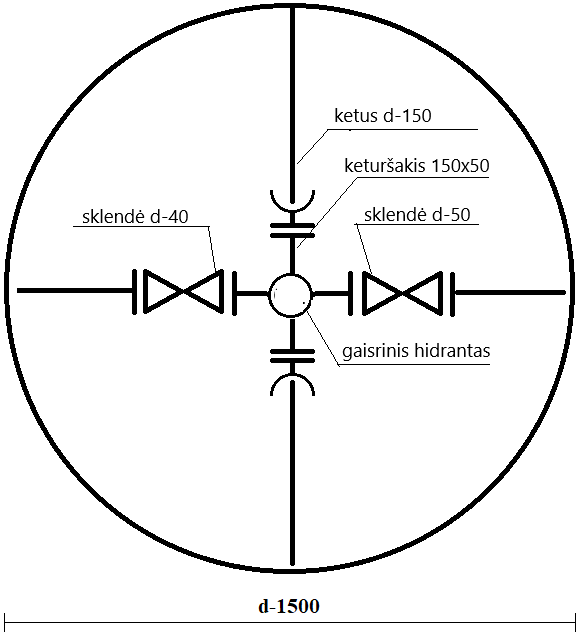 ketus d-150
keturšakis 150x50
sklendė d-40
sklendė d-50
gaisrinis hidrantas
d-1500